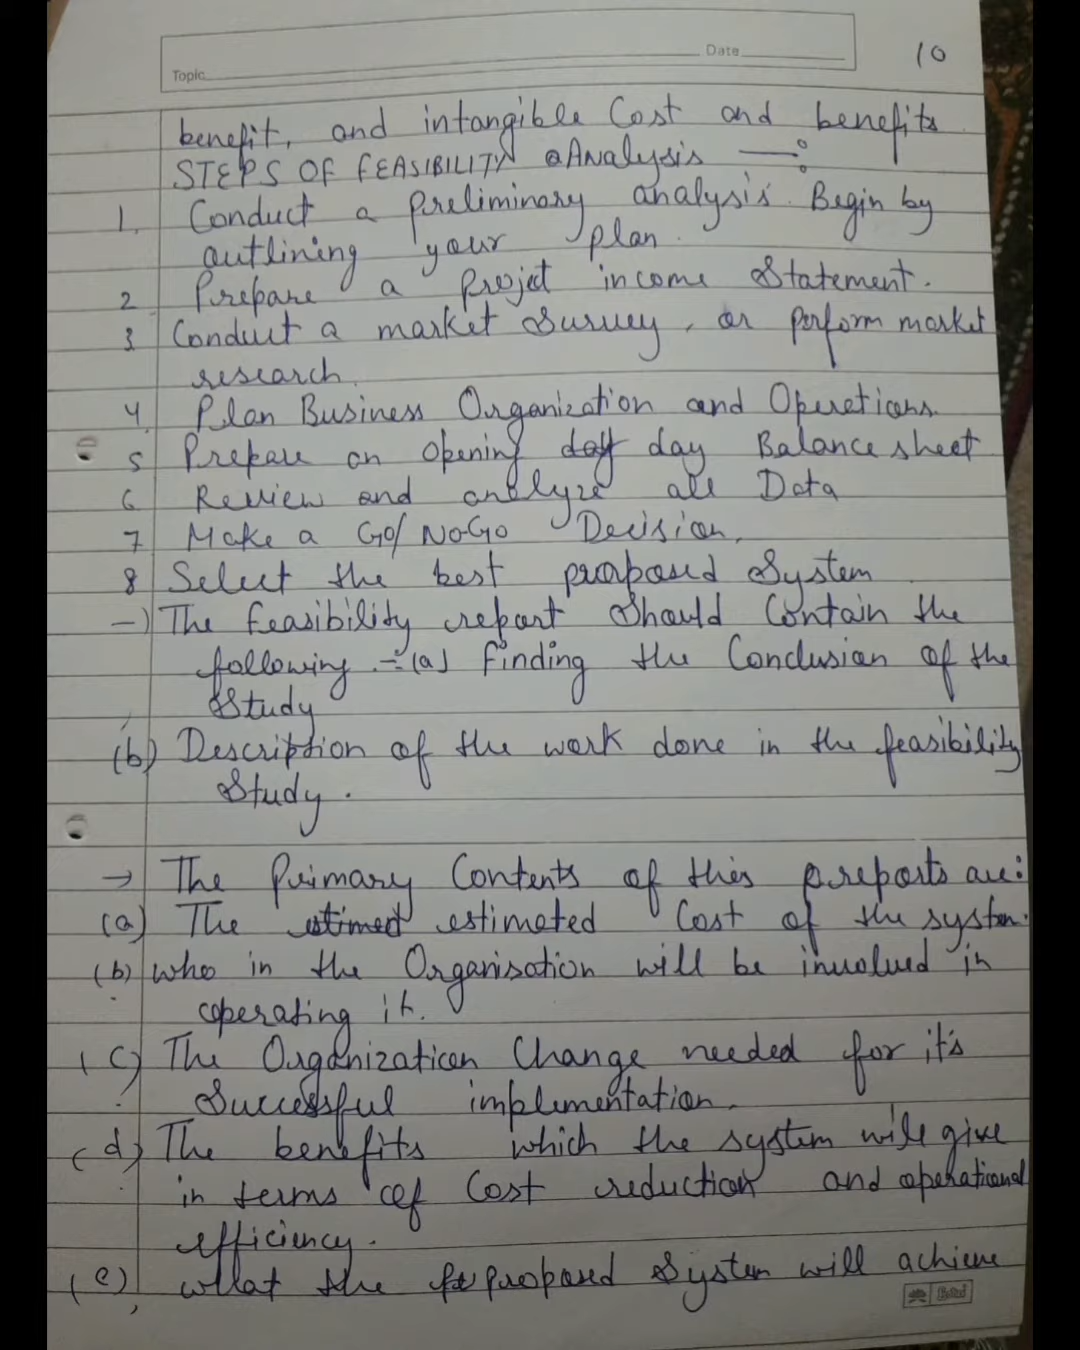 Topic Date 10
benefit, and intangible Cost and benefits
STEPS OF FEASIBILITY Analysis —:
1. Conduct a preliminary analysis. Begin by
outlining your plan.
2 Prepare a Project income Statement.
3 Conduct a market Survey, or perform market
research.
4. Plan Business Organization and Operations.
5 Prepare an Opening day Balance sheet
6 Review and analyze all Data
7 Make a GO/ NO-GO Decision.
8 Select the best proposed System
→ The feasibility report Should Contain the
following :- (a) Finding the Conclusion of the
Study
(b) Description of the work done in the feasibility
Study.
→ The Primary Contents of this reports are:
(a) The estimated Cost of the system.
(b) who in the Organisation will be involved in
operating it.
(c) The Organization Change needed for it's
Successful implementation.
(d) The benefits which the system will give
in terms of Cost reduction and operational
efficiency.
(e) what the proposed System will achieve